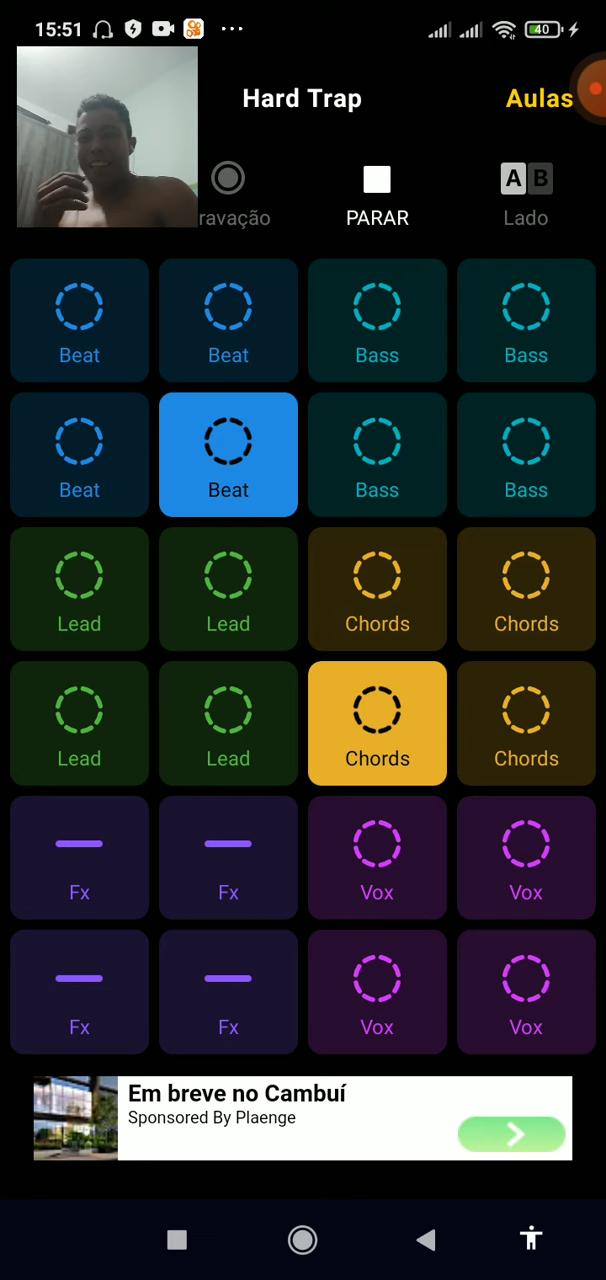 15:51
40
Hard Trap
Aulas
A B
ravação
PARAR
Lado
Beat
Beat
Bass
Bass
Beat
Beat
Bass
Bass
Lead
Lead
Chords
Chords
Lead
Lead
Chords
Chords
Fx
Fx
Vox
Vox
Fx
Fx
Vox
Vox
Em breve no Cambuí
Sponsored By Plaenge